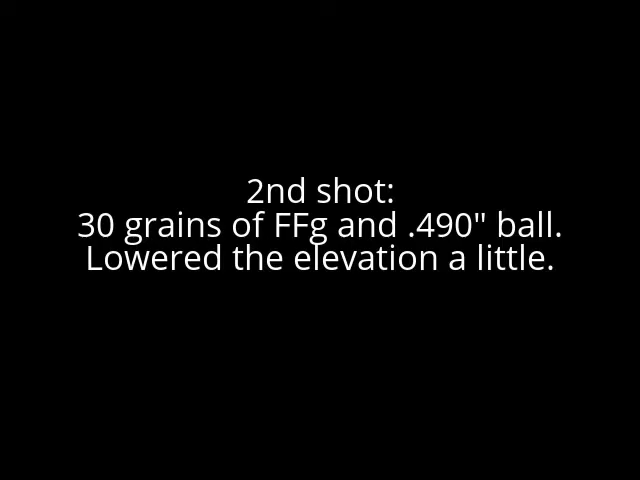 2nd shot:
30 grains of FFg and .490" ball.
Lowered the elevation a little.